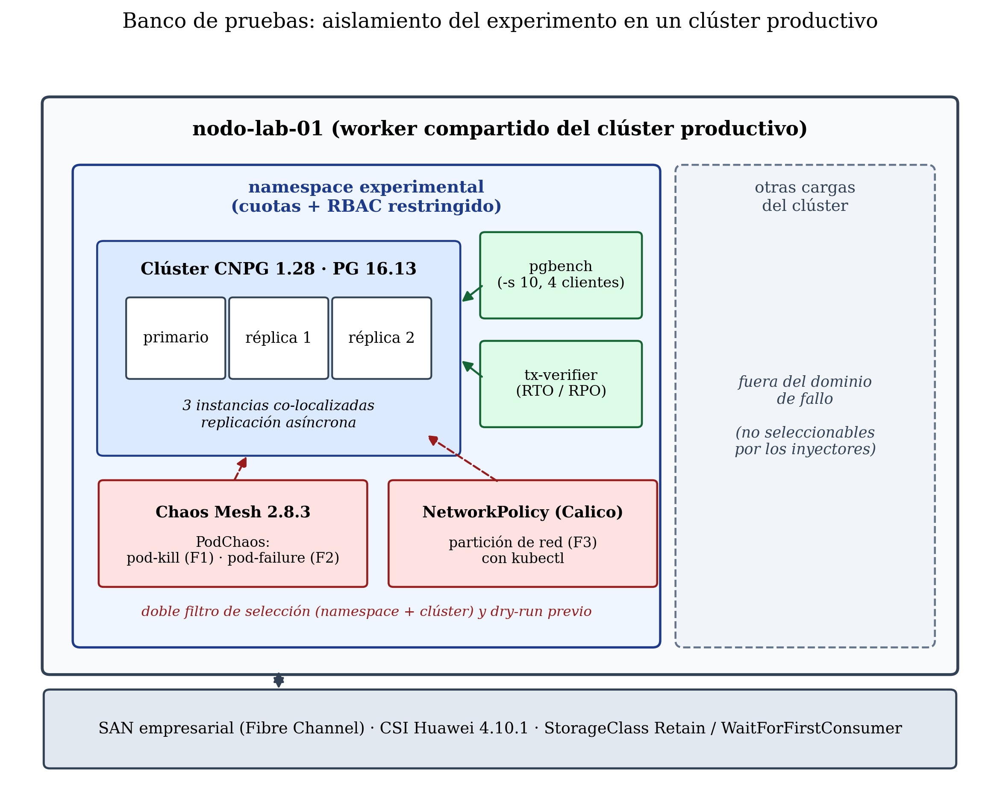 Banco de pruebas: aislamiento del experimento en un clúster productivo
nodo-lab-01 (worker compartido del clúster productivo)
namespace experimental
(cuotas + RBAC restringido)
Clúster CNPG 1.28 · PG 16.13
primario
réplica 1
réplica 2
3 instancias co-localizadas
replicación asíncrona
pgbench
(-s 10, 4 clientes)
tx-verifier
(RTO / RPO)
Chaos Mesh 2.8.3
PodChaos:
pod-kill (F1) · pod-failure (F2)
NetworkPolicy (Calico)
partición de red (F3)
con kubectl
doble filtro de selección (namespace + clúster) y dry-run previo
otras cargas
del clúster
fuera del dominio
de fallo
(no seleccionables
por los inyectores)
SAN empresarial (Fibre Channel) · CSI Huawei 4.10.1 · StorageClass Retain / WaitForFirstConsumer